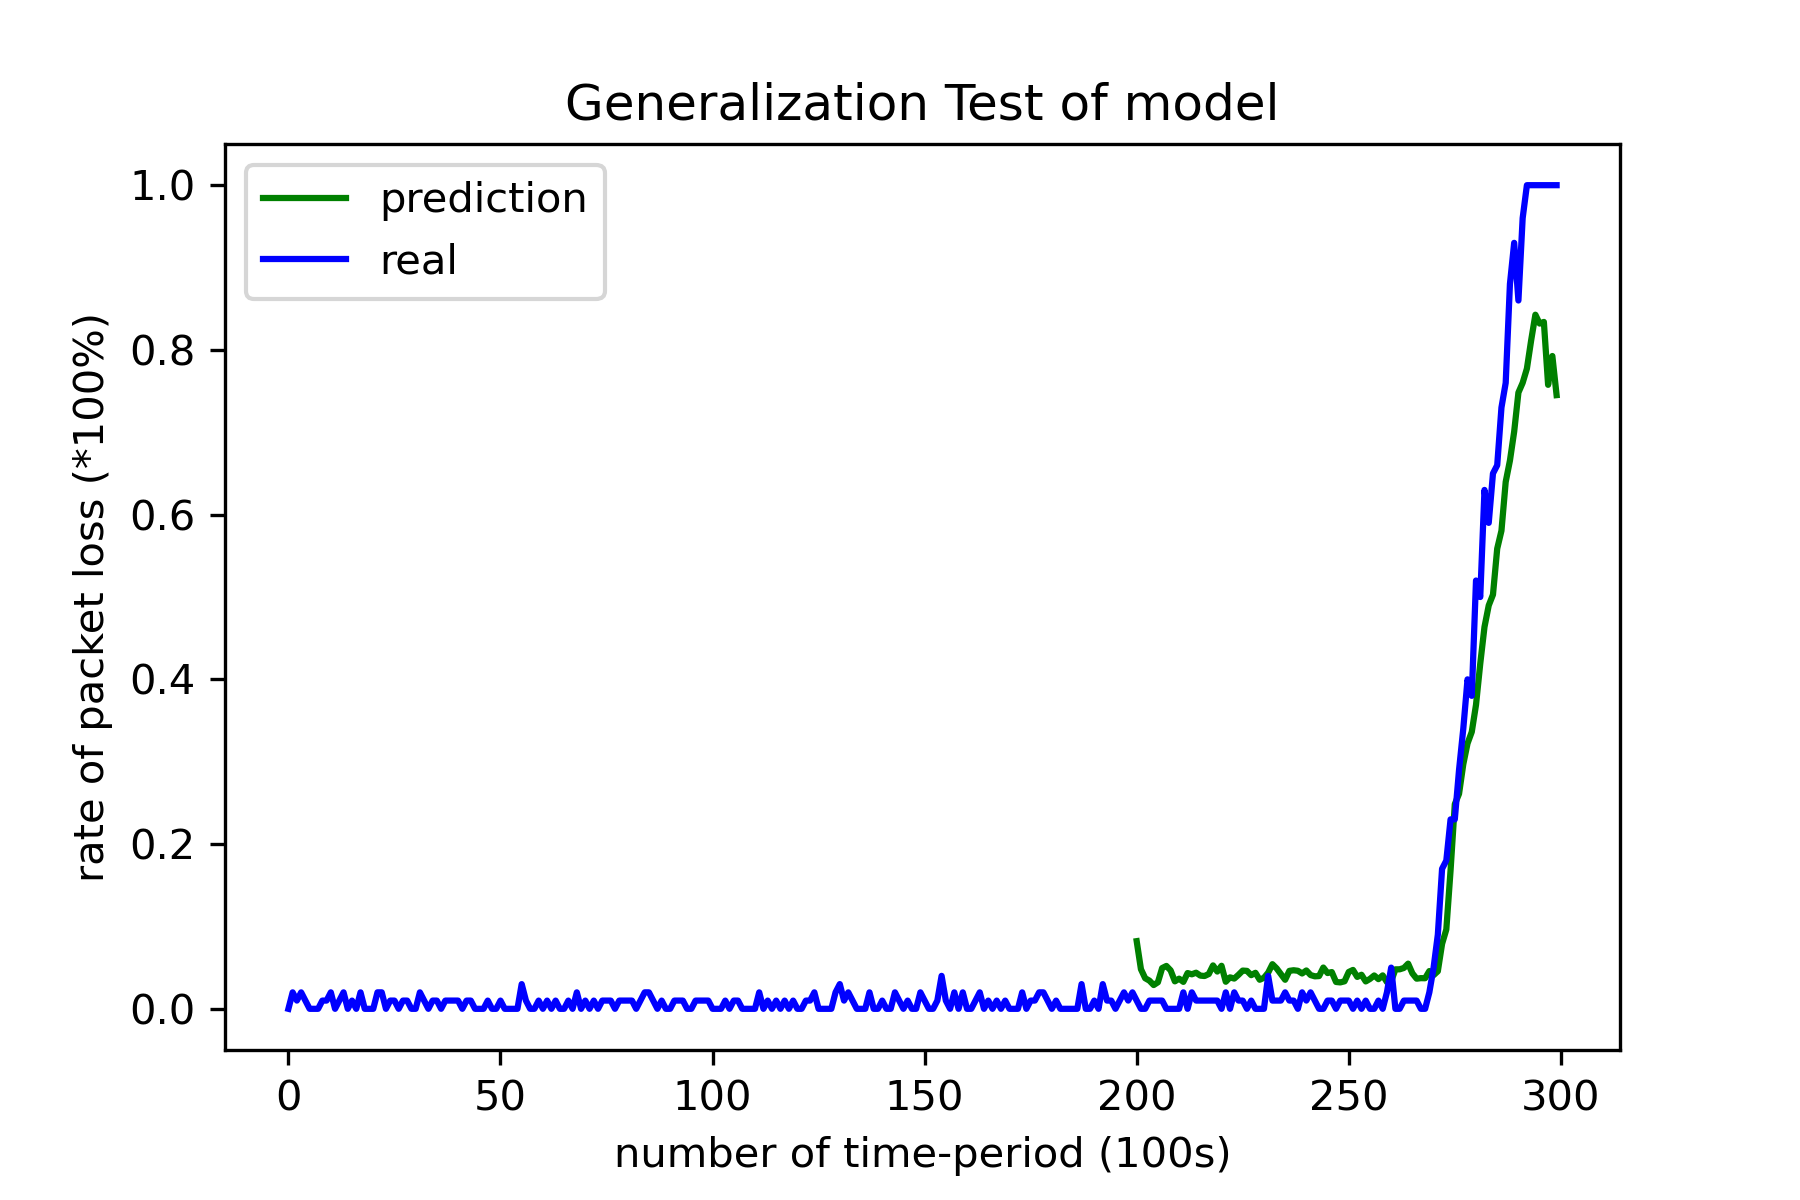 Generalization Test of model
prediction
real
1.0
0.8
0.6
0.4
0.2
0.0
rate of packet loss (*100%)
0 50 100 150 200 250 300
number of time-period (100s)